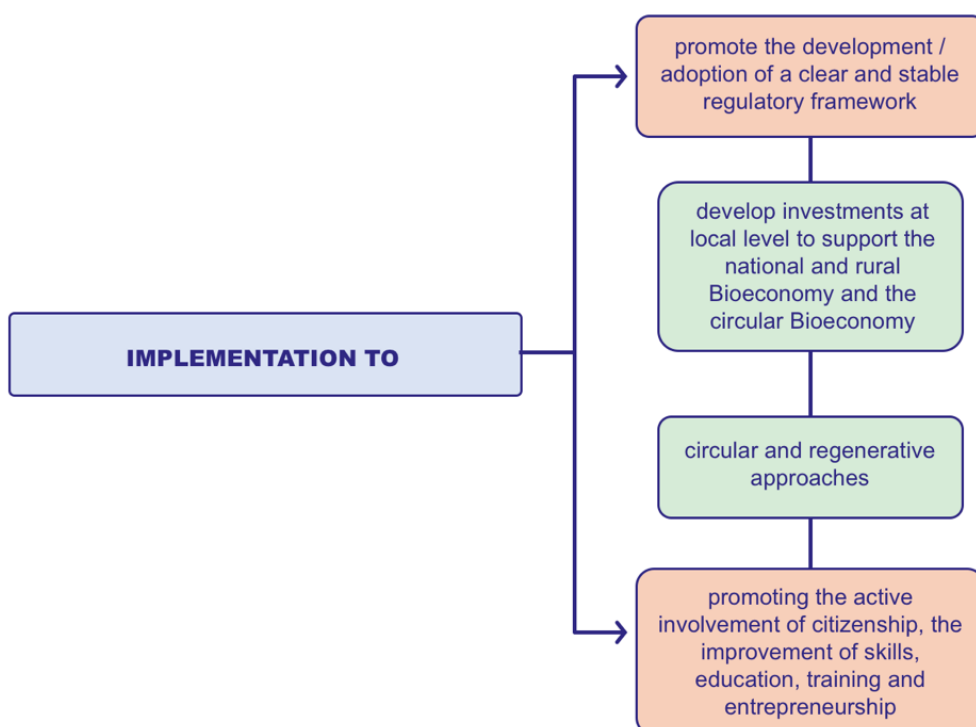 promote the development /
adoption of a clear and stable
regulatory framework
develop investments at
local level to support the
national and rural
Bioeconomy and the
circular Bioeconomy
IMPLEMENTATION TO
circular and regenerative
approaches
promoting the active
involvement of citizenship, the
improvement of skills,
education, training and
entrepreneurship